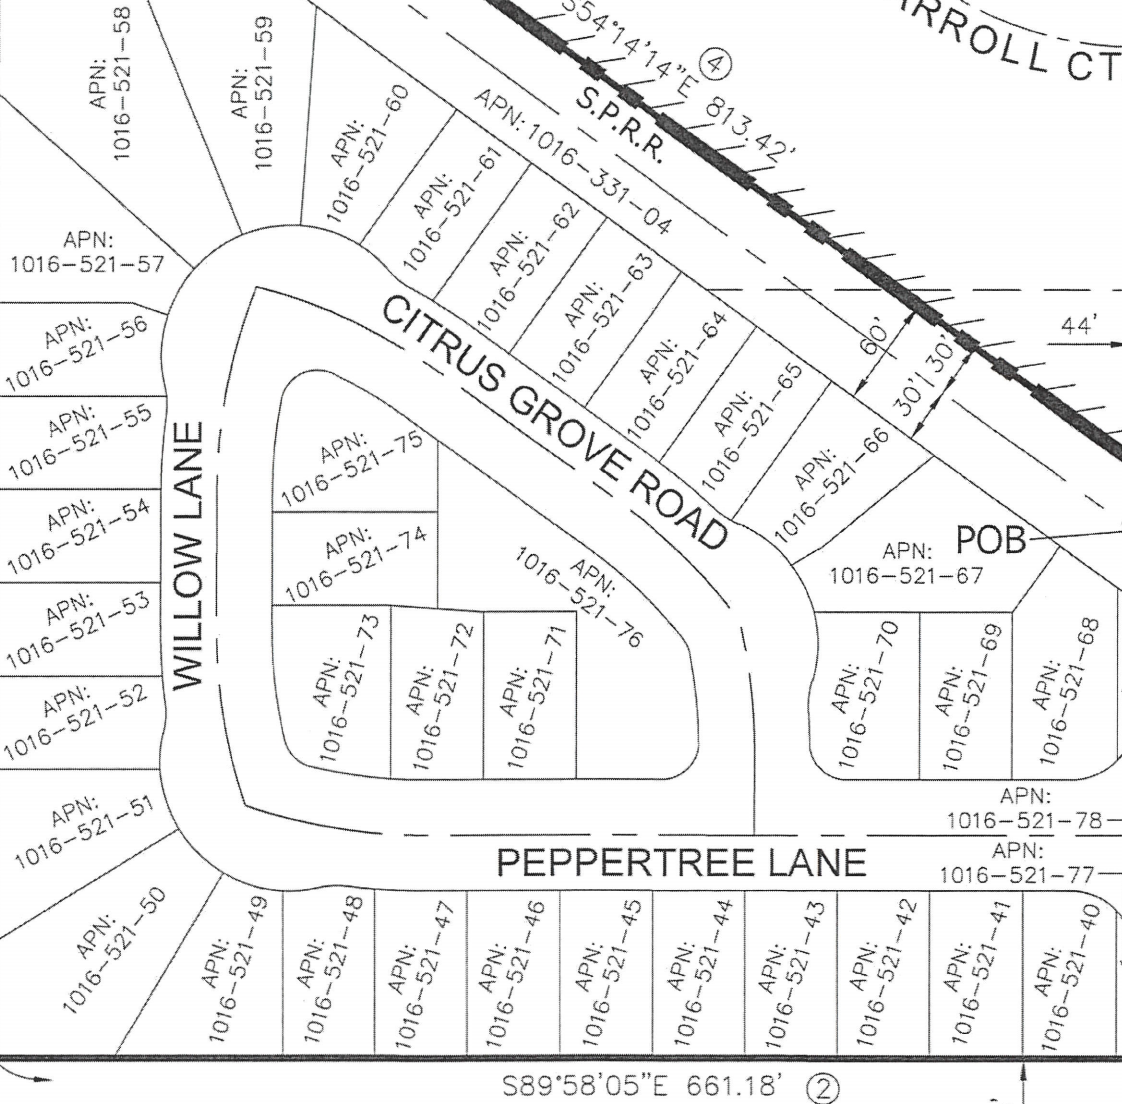 RROLL CT
S54°14'14"E 813.42'
4
S.P.R.R.
APN: 1016-331-04
APN:
1016-521-58
APN:
1016-521-59
APN:
1016-521-60
APN:
1016-521-61
APN:
1016-521-62
APN:
1016-521-63
APN:
1016-521-64
APN:
1016-521-65
APN:
1016-521-66
APN:
1016-521-67
POB
60'
30'
30'
44'
CITRUS GROVE ROAD
APN:
1016-521-57
APN:
1016-521-56
APN:
1016-521-55
APN:
1016-521-54
APN:
1016-521-53
APN:
1016-521-52
APN:
1016-521-51
APN:
1016-521-50
WILLOW LANE
APN:
1016-521-75
APN:
1016-521-74
APN:
1016-521-76
APN:
1016-521-73
APN:
1016-521-72
APN:
1016-521-71
APN:
1016-521-70
APN:
1016-521-69
APN:
1016-521-68
APN:
1016-521-78
PEPPERTREE LANE
APN:
1016-521-77
APN:
1016-521-49
APN:
1016-521-48
APN:
1016-521-47
APN:
1016-521-46
APN:
1016-521-45
APN:
1016-521-44
APN:
1016-521-43
APN:
1016-521-42
APN:
1016-521-41
APN:
1016-521-40
S89°58'05"E 661.18'
2